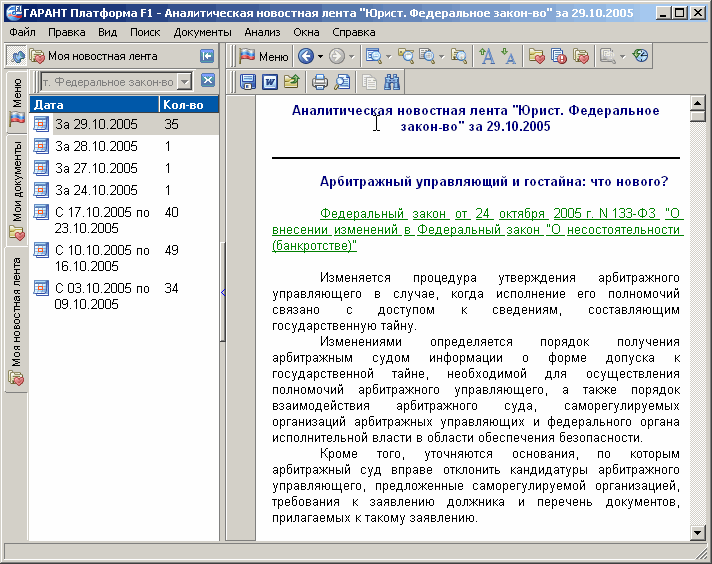 ГАРАНТ Платформа F1 - Аналитическая новостная лента "Юрист. Федеральное закон-во" за 29.10.2005
Файл Правка Вид Поиск Документы Анализ Окна Справка
Моя новостная лента
Меню
т. Федеральное закон-во
Меню
Мои документы
Моя новостная лента
Дата Кол-во
За 29.10.2005 35
За 28.10.2005 1
За 27.10.2005 1
За 24.10.2005 1
С 17.10.2005 по 40
23.10.2005
С 10.10.2005 по 49
16.10.2005
С 03.10.2005 по 34
09.10.2005
Аналитическая новостная лента "Юрист. Федеральное
закон-во" за 29.10.2005
Арбитражный управляющий и гостайна: что нового?
Федеральный закон от 24 октября 2005 г. N 133-ФЗ "О
внесении изменений в Федеральный закон "О несостоятельности
(банкротстве)"
Изменяется процедура утверждения арбитражного
управляющего в случае, когда исполнение его полномочий
связано с доступом к сведениям, составляющим
государственную тайну.
Изменениями определяется порядок получения
арбитражным судом информации о форме допуска к
государственной тайне, необходимой для осуществления
полномочий арбитражного управляющего, а также порядок
взаимодействия арбитражного суда, саморегулируемых
организаций арбитражных управляющих и федерального органа
исполнительной власти в области обеспечения безопасности.
Кроме того, уточняются основания, по которым
арбитражный суд вправе отклонить кандидатуры арбитражного
управляющего, предложенные саморегулируемой организацией,
требования к заявлению должника и перечень документов,
прилагаемых к такому заявлению.